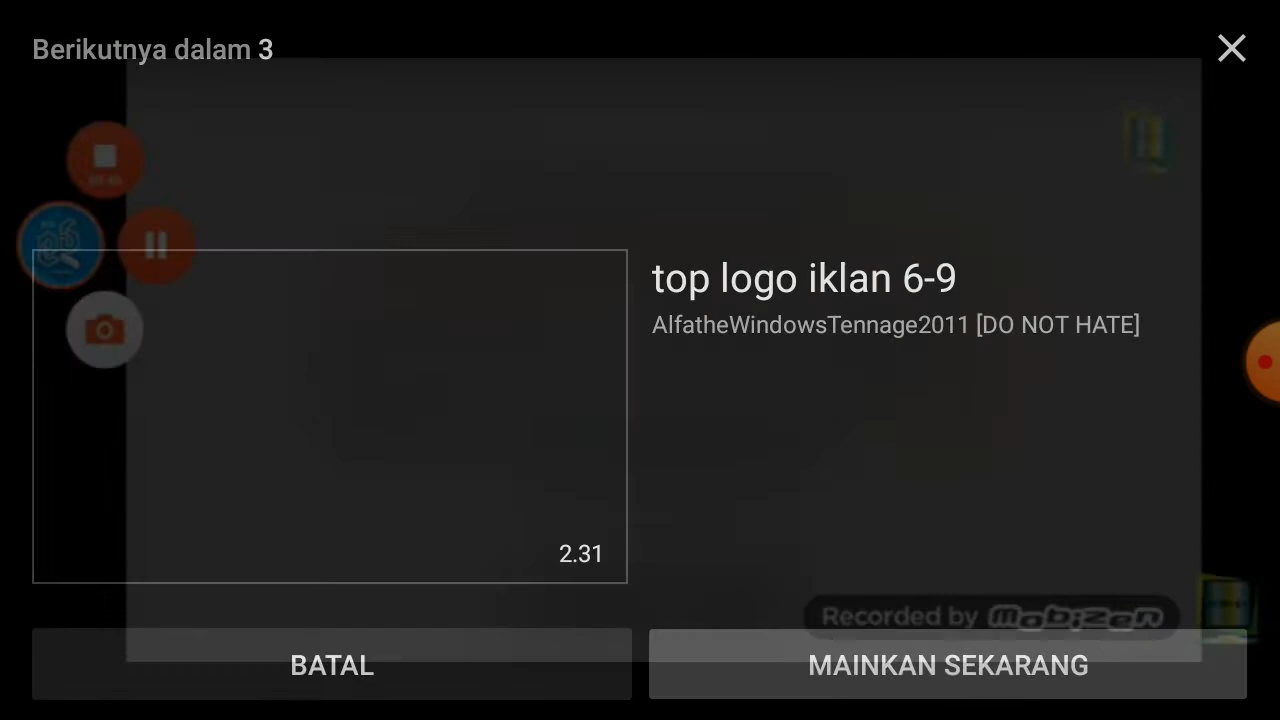 Berikutnya dalam 3
top logo iklan 6-9
AlfatheWindowsTennage2011 [DO NOT HATE]
2.31
Recorded by mobizen
BATAL
MAINKAN SEKARANG